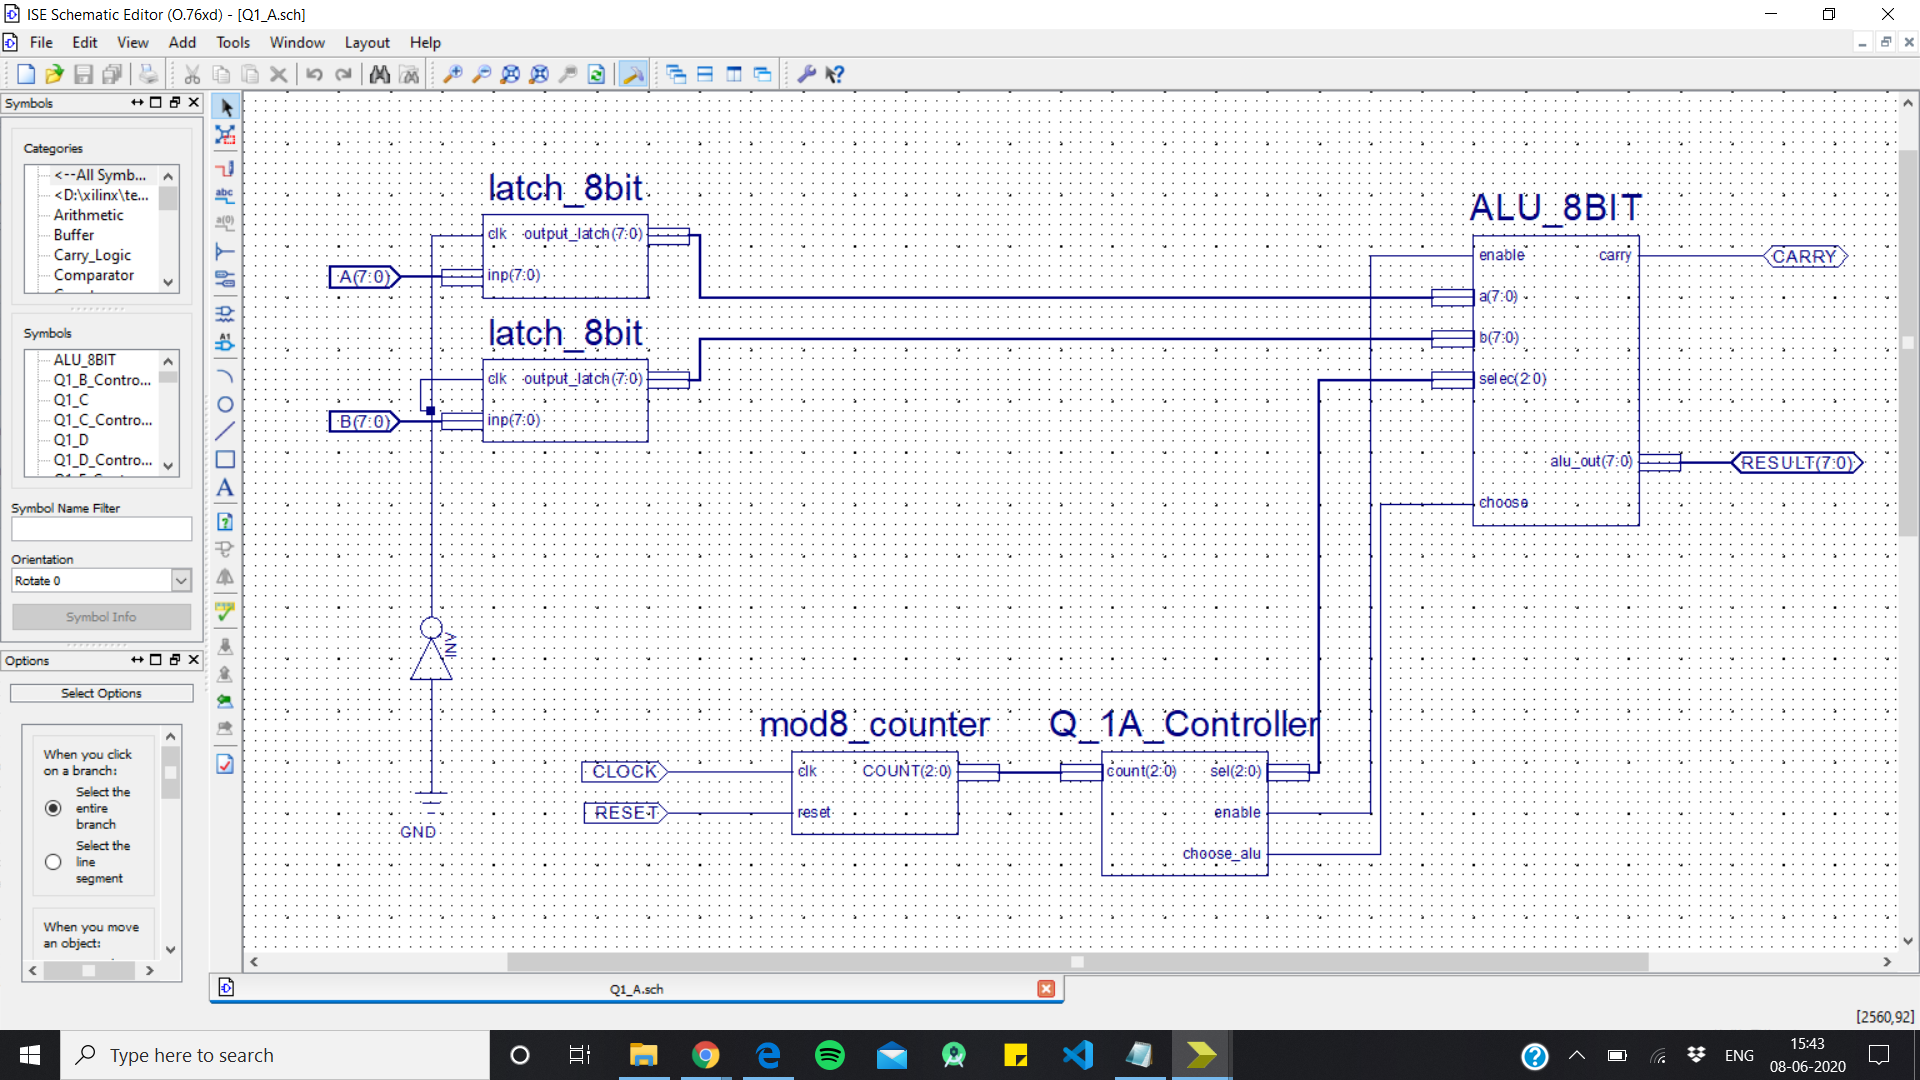 ISE Schematic Editor (O.76xd) - [Q1_A.sch]
File Edit View Add Tools Window Layout Help
Symbols
Categories
<--All Symb...
<D:\xilinx\te...
Arithmetic
Buffer
Carry_Logic
Comparator
Symbols
ALU_8BIT
Q1_B_Contro...
Q1_C
Q1_C_Contro...
Q1_D
Q1_D_Contro...
Symbol Name Filter
Orientation
Rotate 0
Symbol Info
Options
Select Options
When you click
on a branch:
Select the
entire
branch
Select the
line
segment
When you move
an object:
abc
a(0)
A1
A
latch_8bit
clk output_latch(7:0)
A(7:0)
inp(7:0)
latch_8bit
clk output_latch(7:0)
B(7:0)
inp(7:0)
INV
GND
mod8_counter
CLOCK
clk COUNT(2:0)
RESET
reset
Q_1A_Controller
count(2:0) sel(2:0)
enable
choose_alu
ALU_8BIT
enable carry
CARRY
a(7:0)
b(7:0)
selec(2:0)
alu_out(7:0)
RESULT(7:0)
choose
Q1_A.sch
[2560,92]
Type here to search
ENG
15:43
08-06-2020